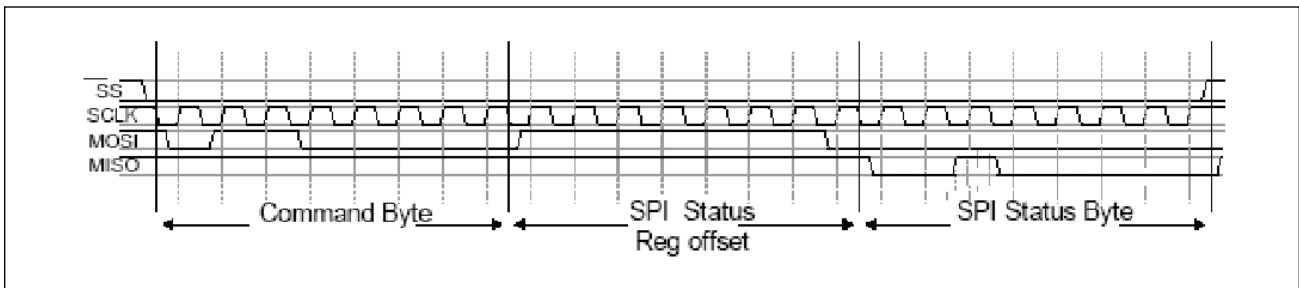 SS
SCLK
MOSI
MISO
Command Byte
SPI Status
Reg offset
SPI Status Byte